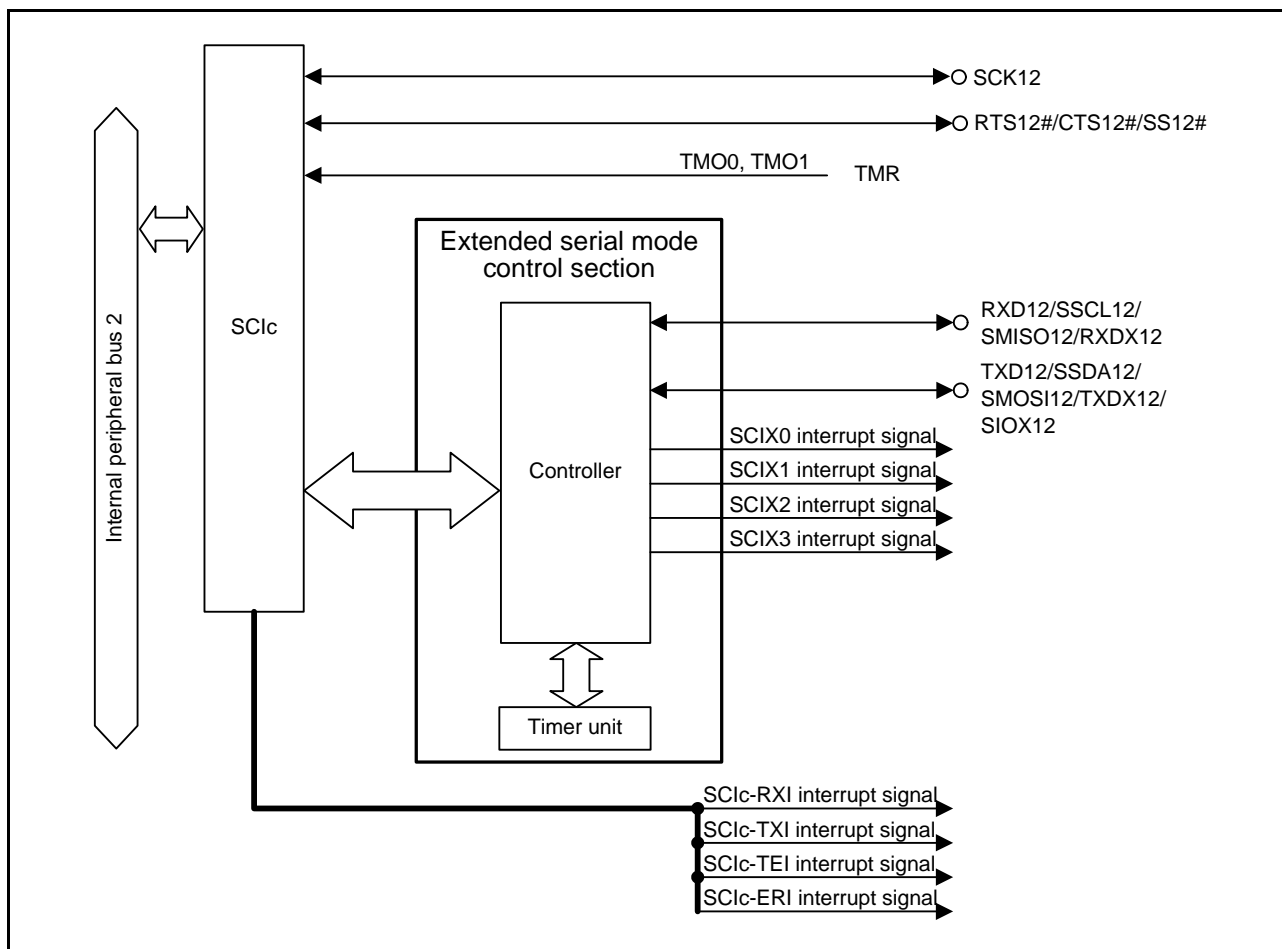 SCK12
RTS12#/CTS12#/SS12#
TMO0, TMO1
TMR
Extended serial mode
control section
Internal peripheral bus 2
SCIc
RXD12/SSCL12/
SMISO12/RXDX12
TXD12/SSDA12/
SMOSI12/TXDX12/
SIOX12
SCIX0 interrupt signal
Controller
SCIX1 interrupt signal
SCIX2 interrupt signal
SCIX3 interrupt signal
Timer unit
SCIc-RXI interrupt signal
SCIc-TXI interrupt signal
SCIc-TEI interrupt signal
SCIc-ERI interrupt signal